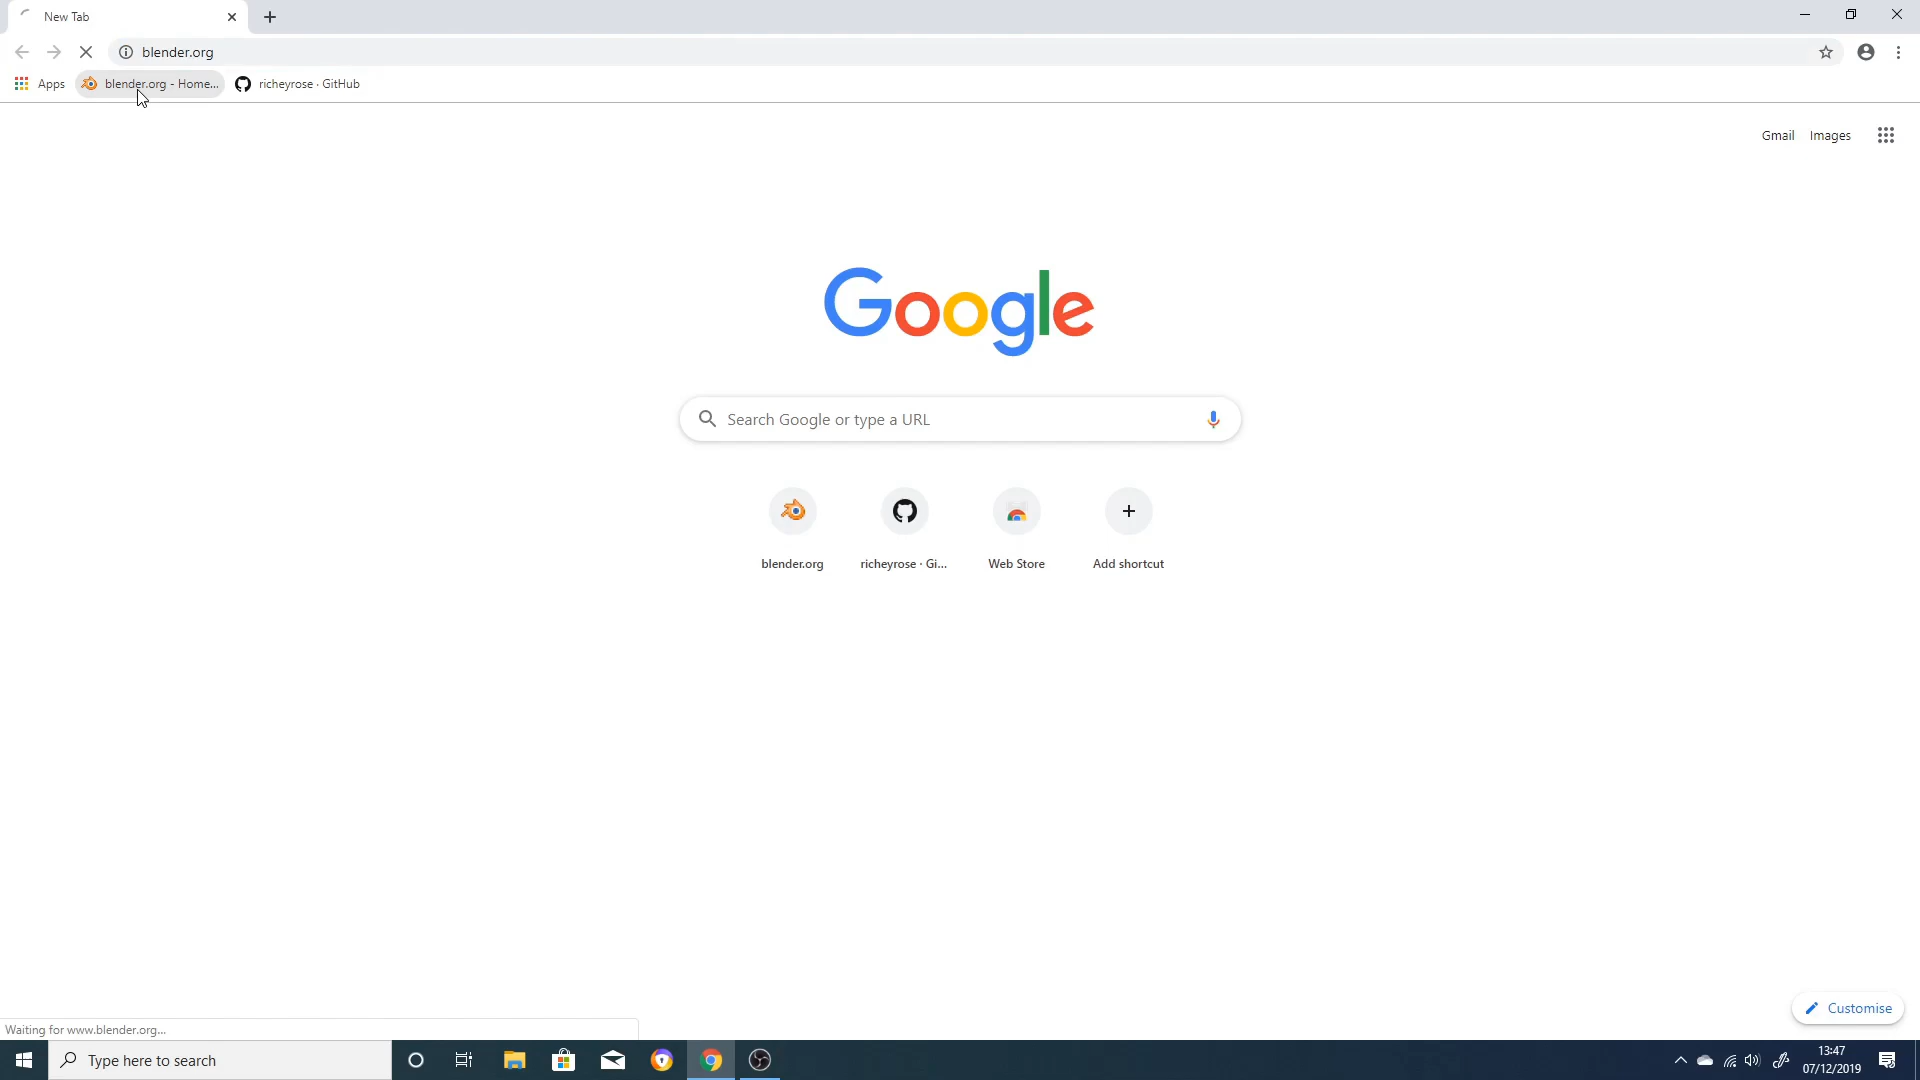 New Tab
blender.org
Apps
blender.org - Home...
richeyrose · GitHub
Gmail
Images
Google
Search Google or type a URL
blender.org
richeyrose · Gi...
Web Store
Add shortcut
Customise
Waiting for www.blender.org...
Type here to search
13:47
07/12/2019